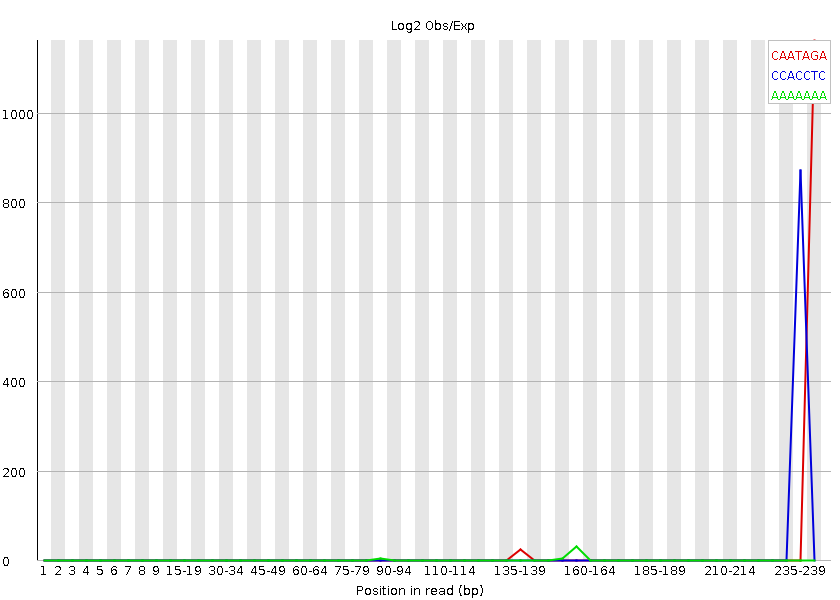 Log2 Obs/Exp
CAATAGA
CCACCTC
AAAAAAA
1000
800
600
400
200
0
1 2 3 4 5 6 7 8 9 15-19 30-34 45-49 60-64 75-79 90-94 110-114 135-139 160-164 185-189 210-214 235-239
Position in read (bp)